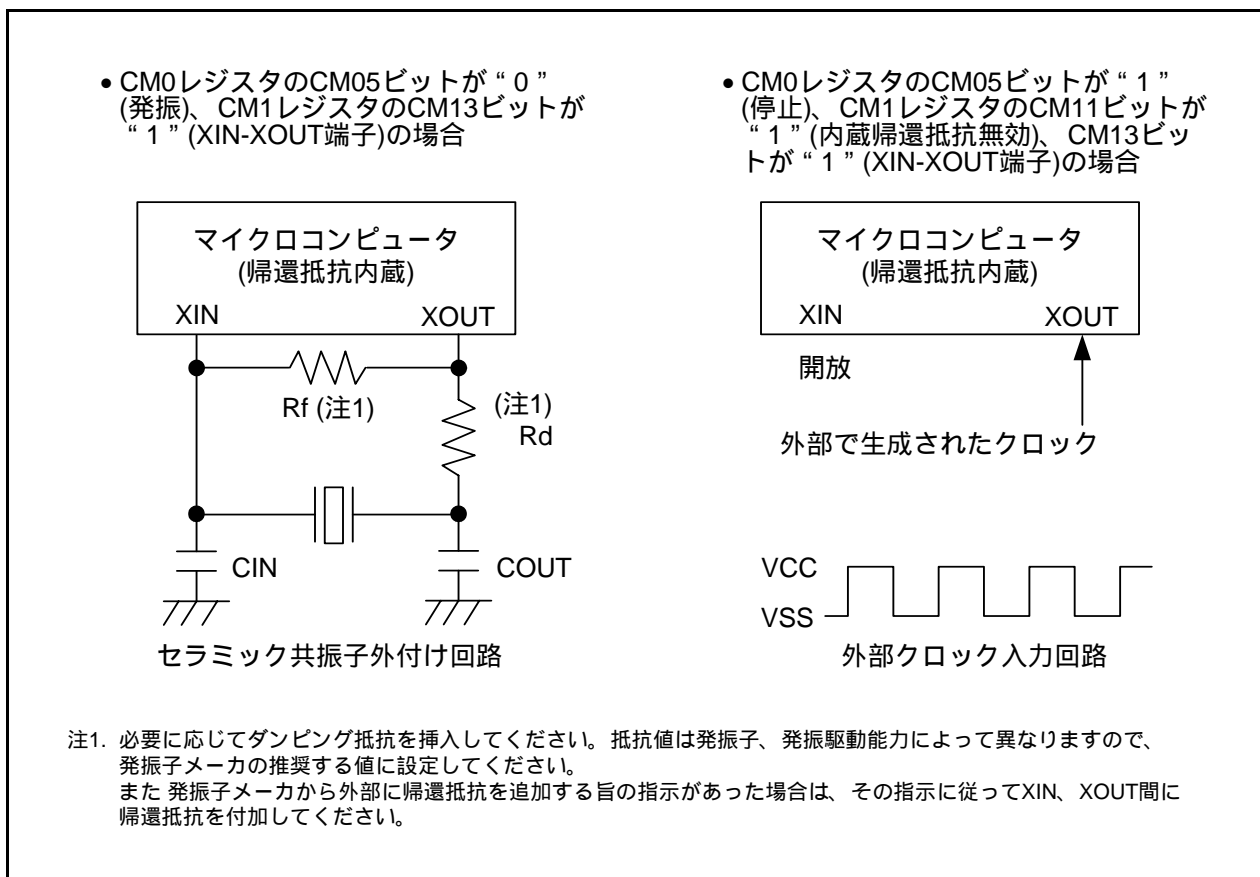 • CM0レジスタのCM05ビットが“0”
(発振)、CM1レジスタのCM13ビットが
“1”(XIN-XOUT端子)の場合
マイクロコンピュータ
(帰還抵抗内蔵)
XIN
XOUT
Rf (注1)
(注1)
Rd
CIN
COUT
セラミック共振子外付け回路
• CM0レジスタのCM05ビットが“1”
(停止)、CM1レジスタのCM11ビットが
“1”(内蔵帰還抵抗無効)、CM13ビッ
トが“1”(XIN-XOUT端子)の場合
マイクロコンピュータ
(帰還抵抗内蔵)
XIN
XOUT
開放
外部で生成されたクロック
VCC
VSS
外部クロック入力回路
注1. 必要に応じてダンピング抵抗を挿入してください。抵抗値は発振子、発振駆動能力によって異なりますので、
発振子メーカの推奨する値に設定してください。
また 発振子メーカから外部に帰還抵抗を追加する旨の指示があった場合は、その指示に従ってXIN、XOUT間に
帰還抵抗を付加してください。